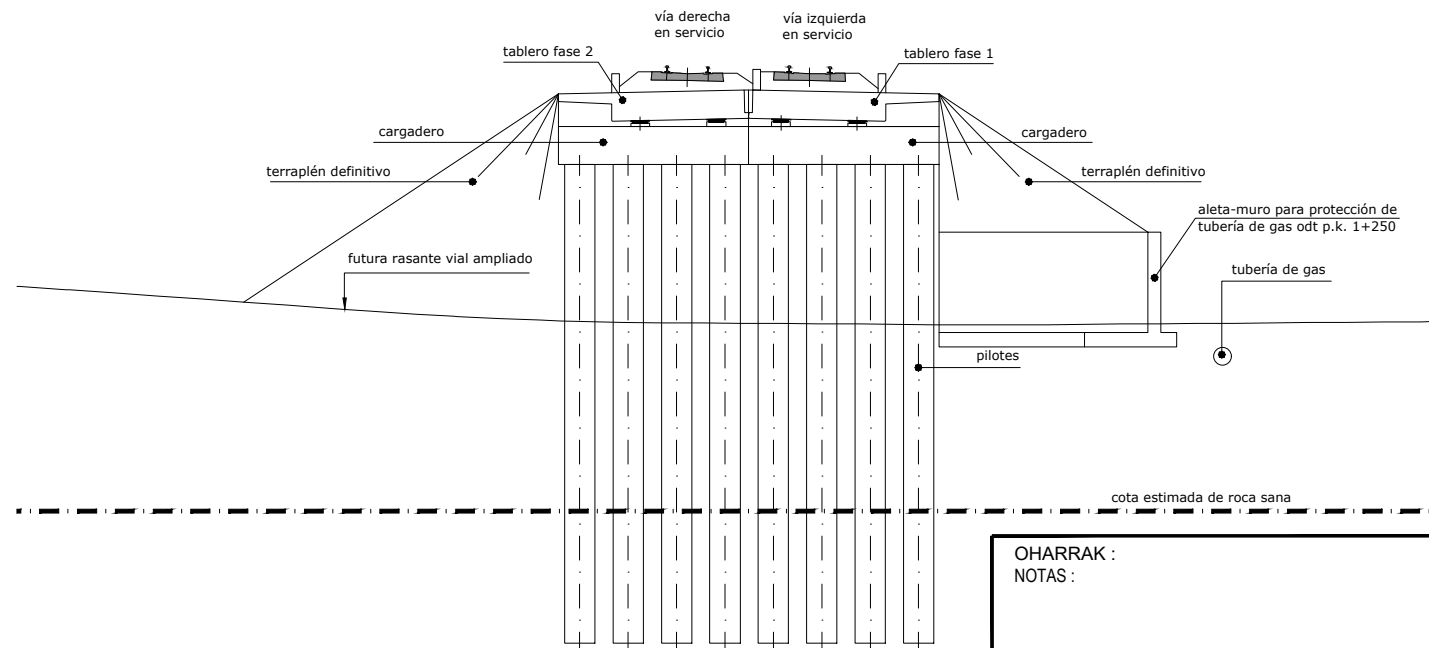 vía derecha
en servicio
vía izquierda
en servicio
tablero fase 2
tablero fase 1
cargadero
cargadero
terraplén definitivo
terraplén definitivo
aleta-muro para protección de
tubería de gas odt p.k. 1+250
futura rasante vial ampliado
tubería de gas
pilotes
cota estimada de roca sana
OHARRAK :
NOTAS :